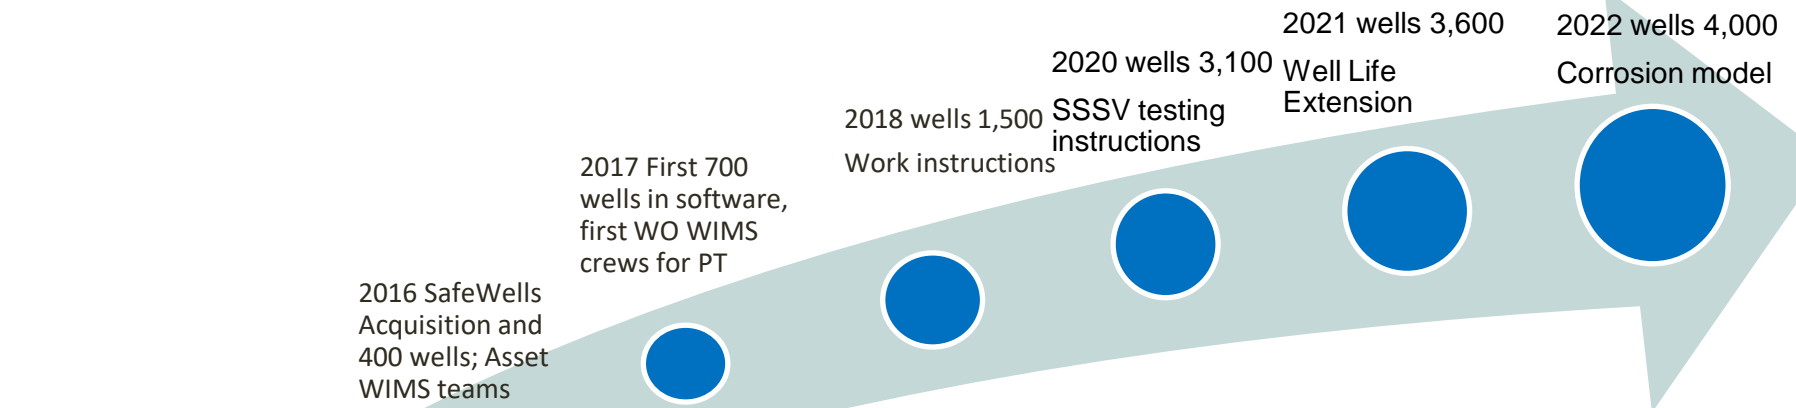 2016 SafeWells
Acquisition and
400 wells; Asset
WIMS teams
2017 First 700
wells in software,
first WO WIMS
crews for PT
2018 wells 1,500
Work instructions
2020 wells 3,100
SSSV testing
instructions
2021 wells 3,600
Well Life
Extension
2022 wells 4,000
Corrosion model